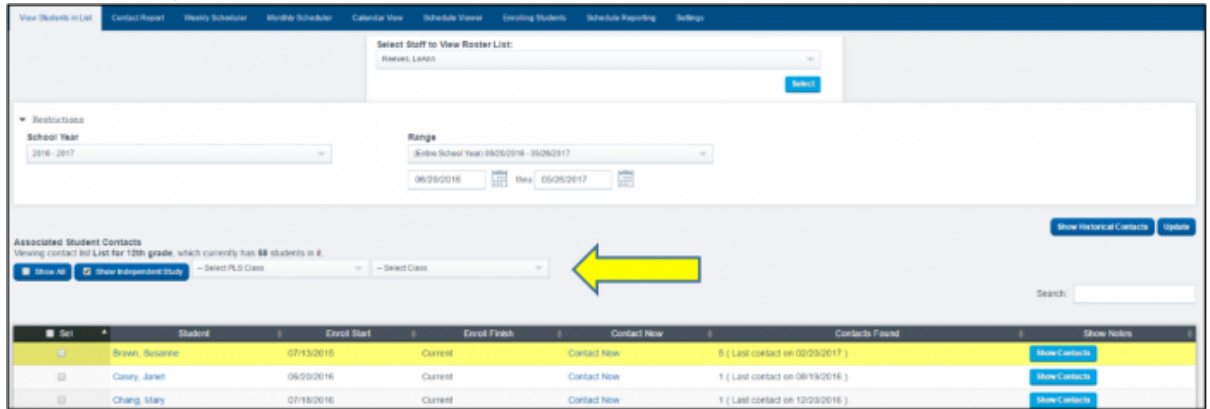 View Students in List Contact Report Weekly Scheduler Monthly Scheduler Calendar View Schedule Viewer Enrolling Students Schedule Reporting Settings
Select Staff to View Roster List:
Reeves, LeAnn
Select
Restrictions
School Year Range
2016 - 2017 (Entire School Year) 06/20/2016 - 05/26/2017
06/20/2016 thru 05/26/2017
Show Historical Contacts Update
Associated Student Contacts
Viewing contact list List for 12th grade, which currently has 58 students in it.
Show All Show Independent Study -- Select PLS Class -- Select Class
Search:
Sel Student Enroll Start Enroll Finish Contact Now Contacts Found Show Notes
Brown, Susanne 07/13/2015 Current Contact Now 5 ( Last contact on 02/23/2017 ) Show Contacts
Casey, Janet 06/20/2016 Current Contact Now 1 ( Last contact on 08/19/2016 ) Show Contacts
Chang, Mary 07/18/2016 Current Contact Now 1 ( Last contact on 12/20/2016 ) Show Contacts